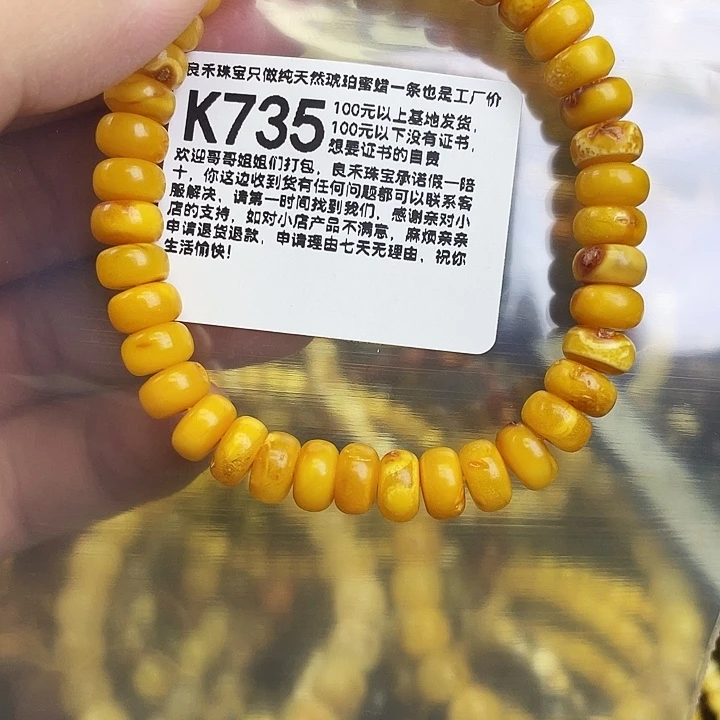 良禾珠宝只做纯天然琥珀蜜蜡一条也是工厂价
K735
100元以上基地发货，
100元以下没有证书，
想要证书的自费
欢迎哥哥姐姐们打包，良禾珠宝承诺假一陪
十，你这边收到货有任何问题都可以联系客
服解决，请第一时间找到我们，感谢亲对小
店的支持，如对小店产品不满意，麻烦亲亲
申请退货退款，申请理由七天无理由，祝你
生活愉快！